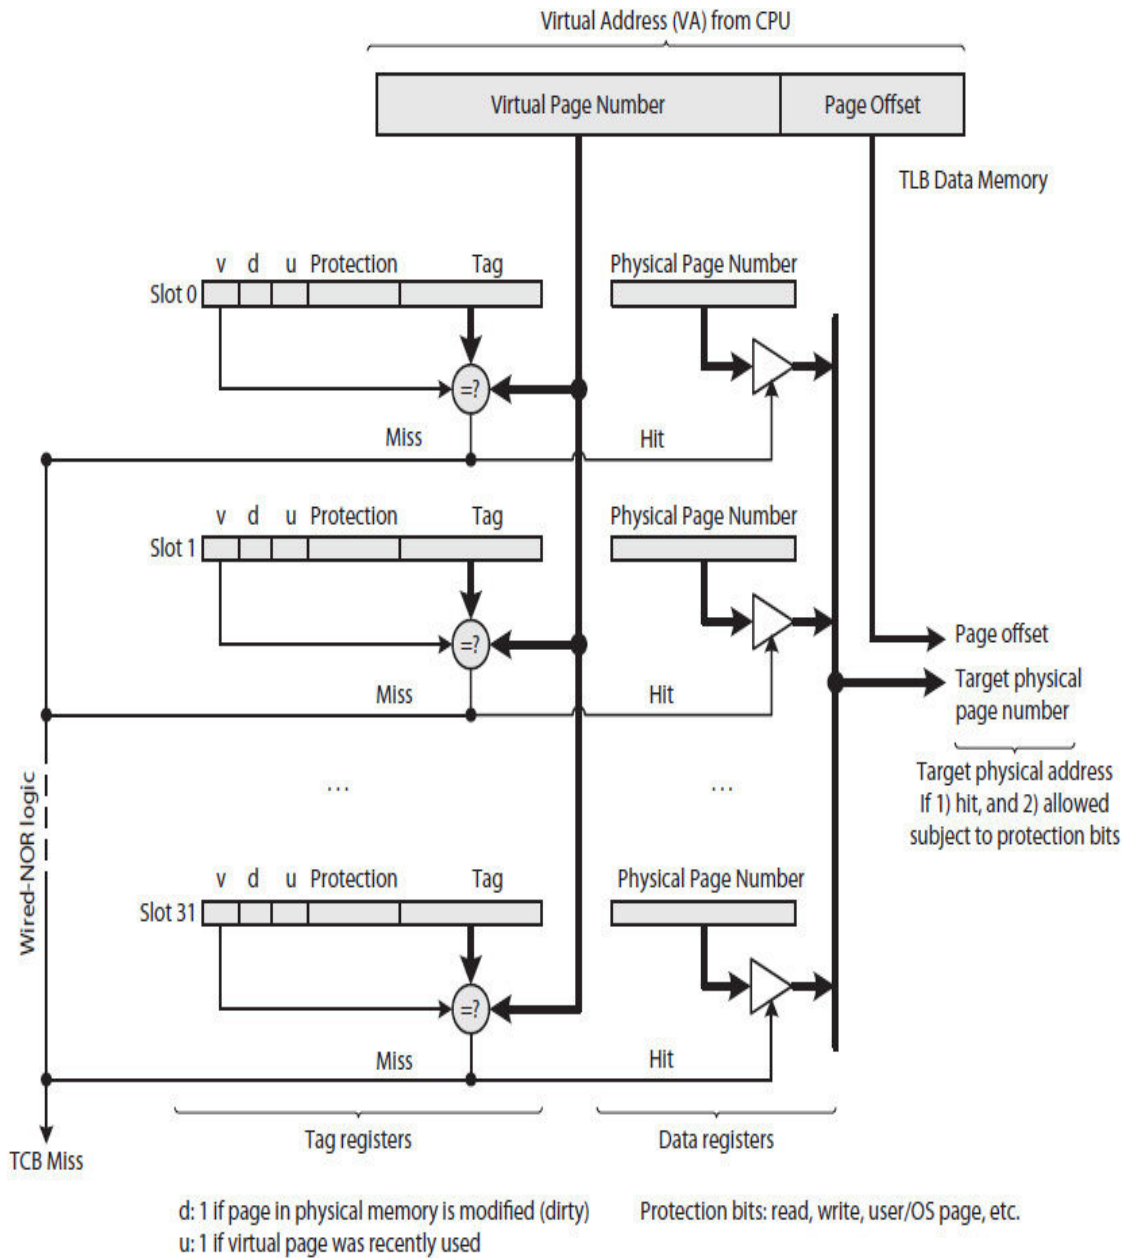 Virtual Address (VA) from CPU
Virtual Page Number
Page Offset
TLB Data Memory
v d u Protection Tag
Physical Page Number
Slot 0
=?
Miss
Hit
v d u Protection Tag
Physical Page Number
Slot 1
=?
Miss
Hit
Page offset
Target physical
page number
Target physical address
If 1) hit, and 2) allowed
subject to protection bits
Wired-NOR logic
...
...
v d u Protection Tag
Physical Page Number
Slot 31
=?
Miss
Hit
Tag registers
Data registers
TCB Miss
d: 1 if page in physical memory is modified (dirty)
u: 1 if virtual page was recently used
Protection bits: read, write, user/OS page, etc.